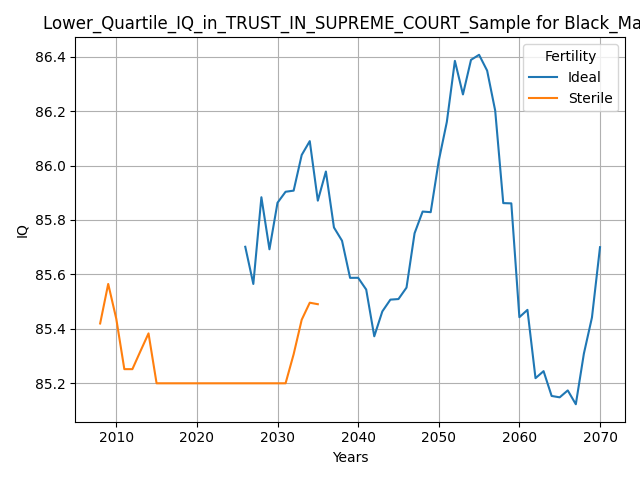 Lower_Quartile_IQ_in_TRUST_IN_SUPREME_COURT_Sample for Black_Ma
Fertility
Ideal
Sterile
86.4
86.2
86.0
85.8
85.6
85.4
85.2
IQ
2010 2020 2030 2040 2050 2060 2070
Years